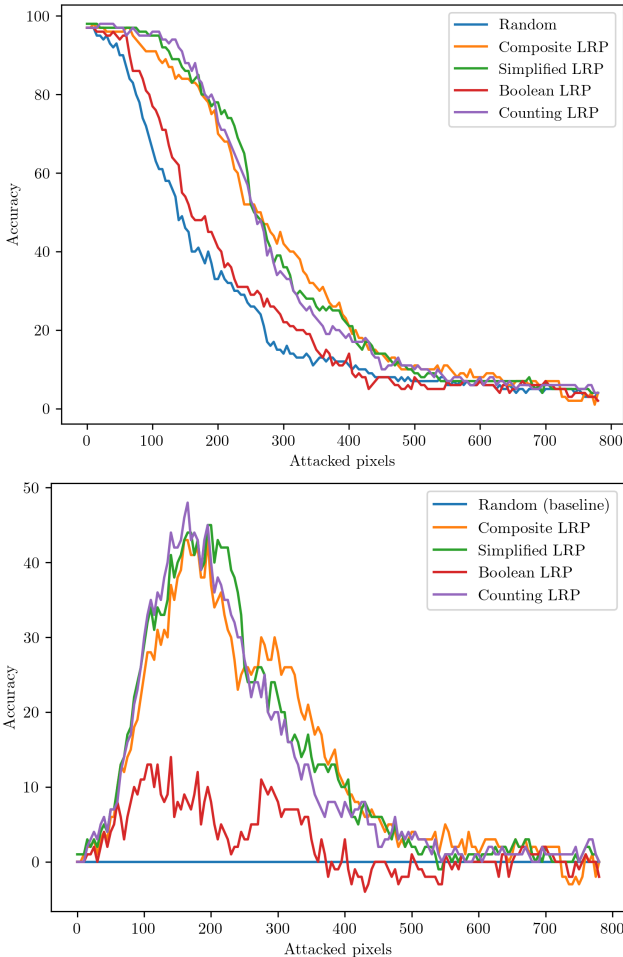 100
80
60
40
20
0
Accuracy
0 100 200 300 400 500 600 700 800
Attacked pixels
Random
Composite LRP
Simplified LRP
Boolean LRP
Counting LRP
50
40
30
20
10
0
Accuracy
0 100 200 300 400 500 600 700 800
Attacked pixels
Random (baseline)
Composite LRP
Simplified LRP
Boolean LRP
Counting LRP